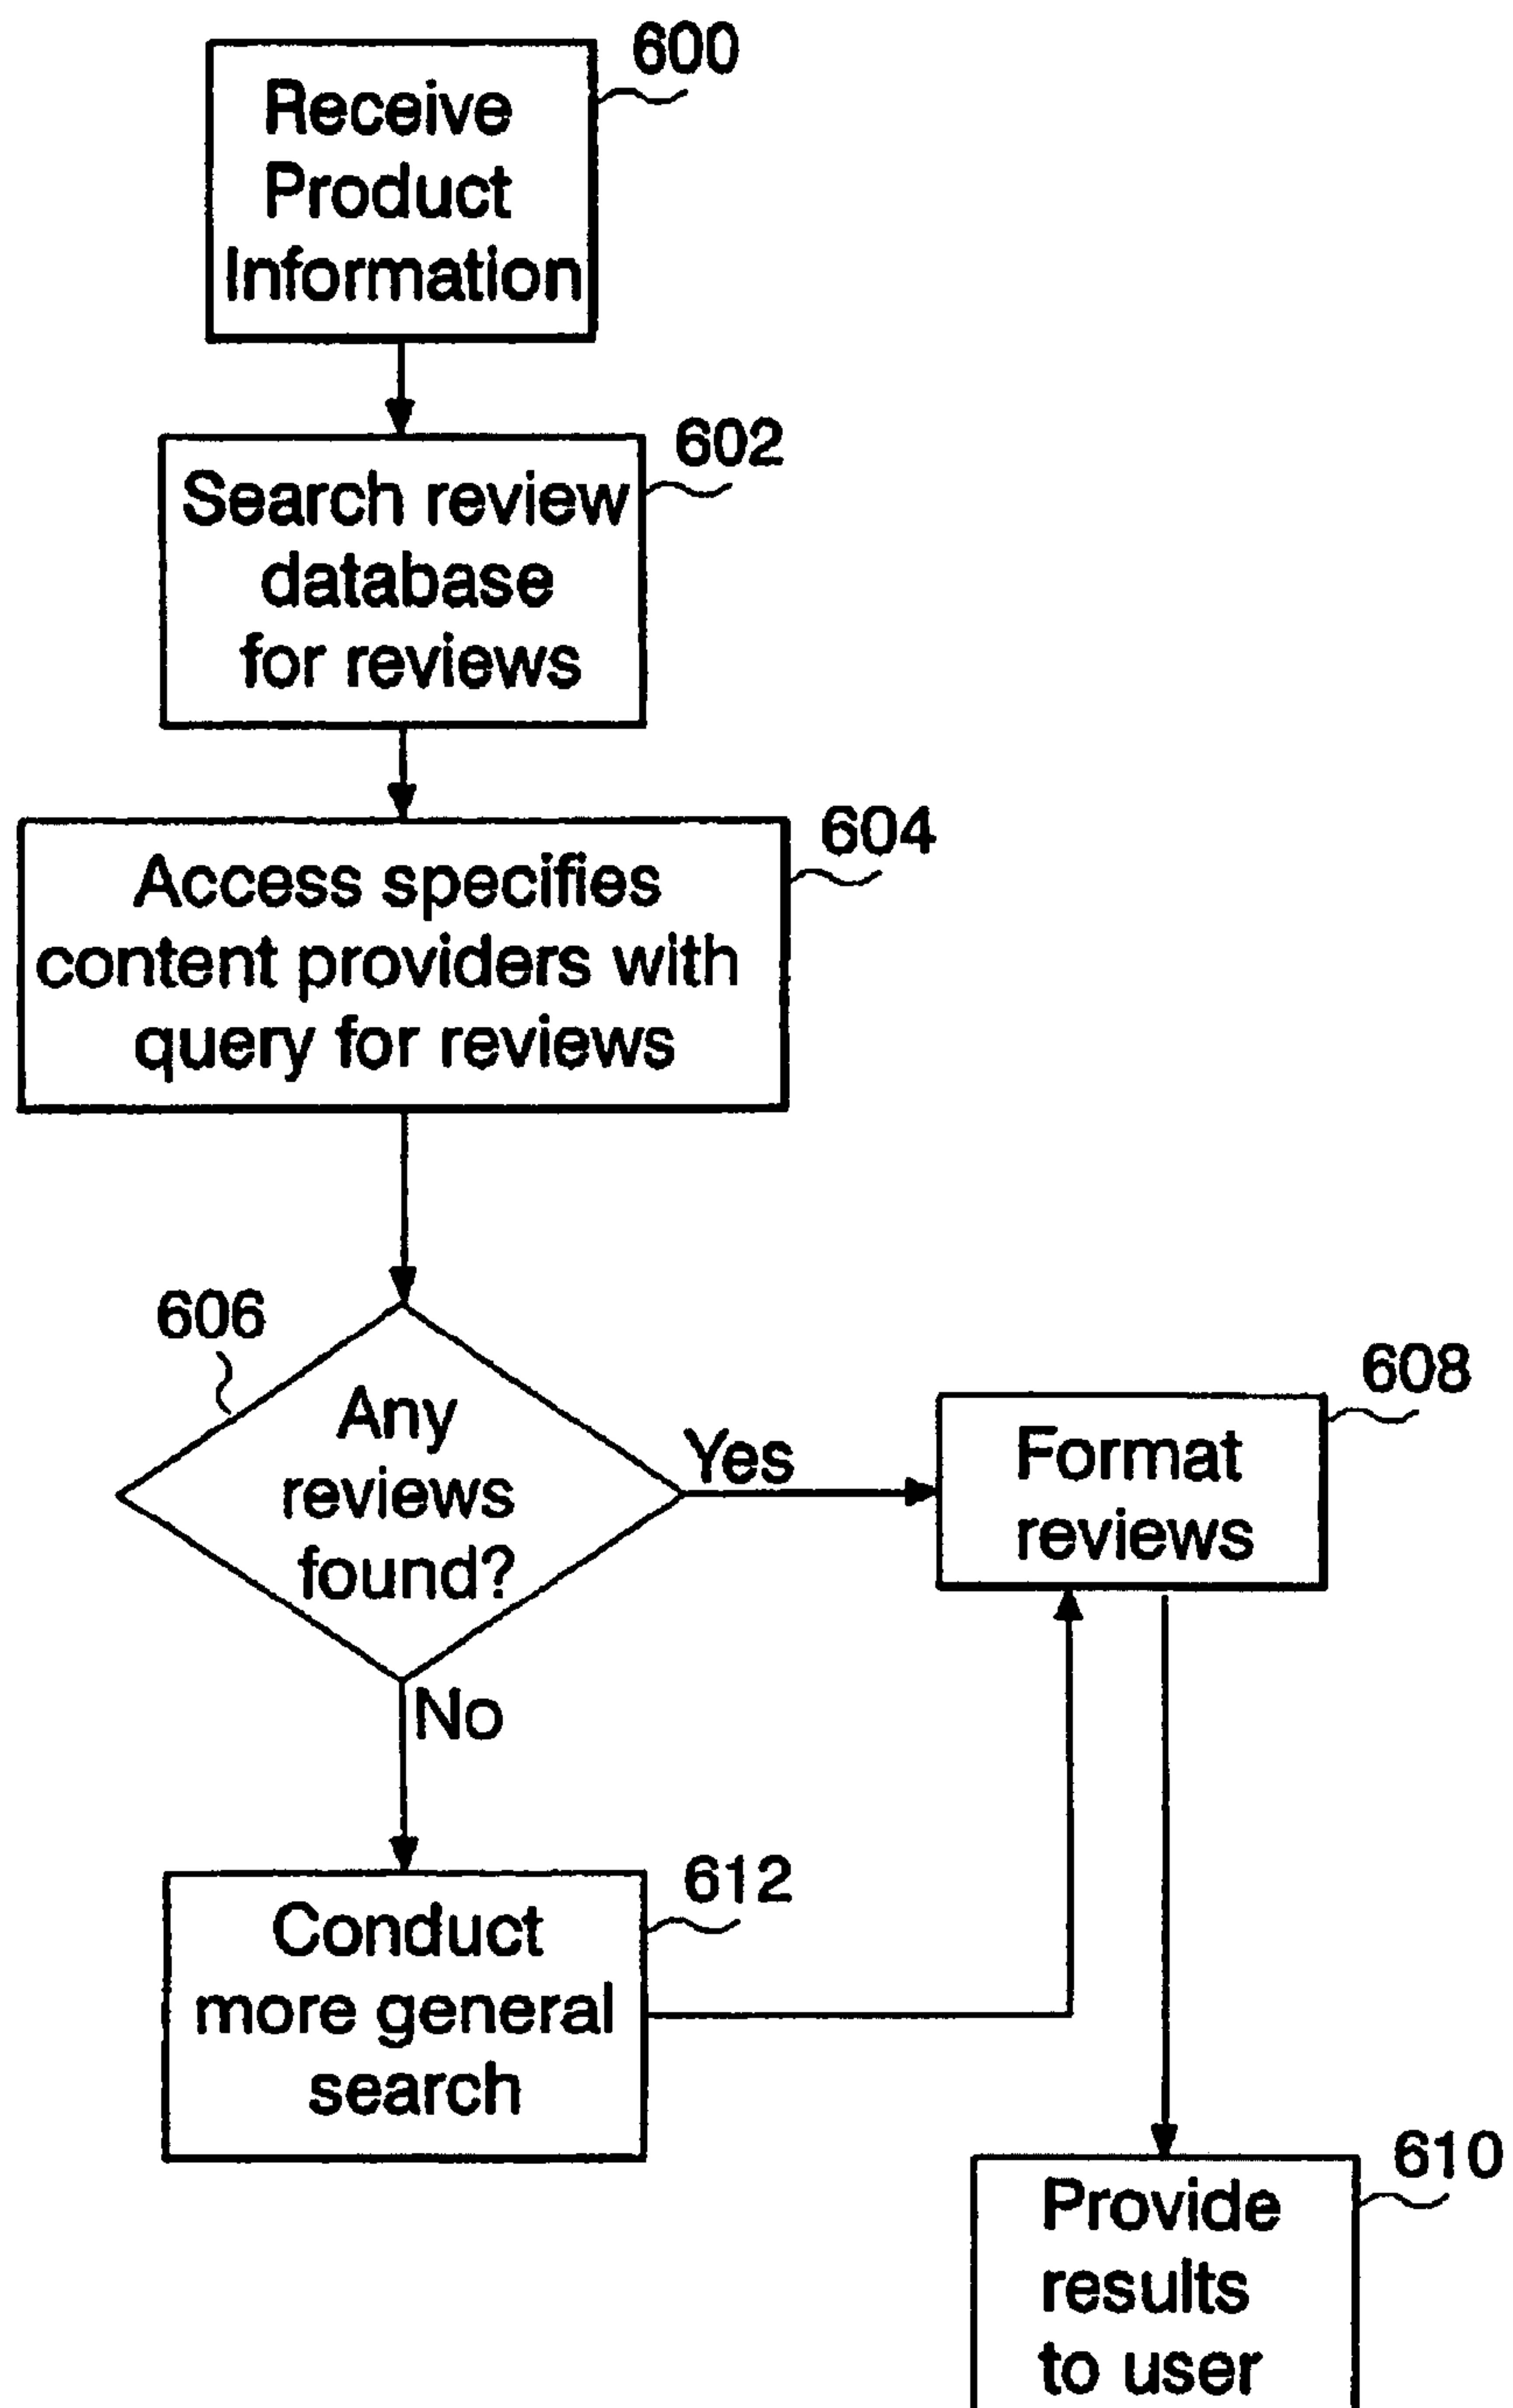 600
Receive
Product
Information
602
Search review
database
for reviews
604
Access specifies
content providers with
query for reviews
606
Any
reviews
found?
Yes
608
Format
reviews
No
612
Conduct
more general
search
610
Provide
results
to user